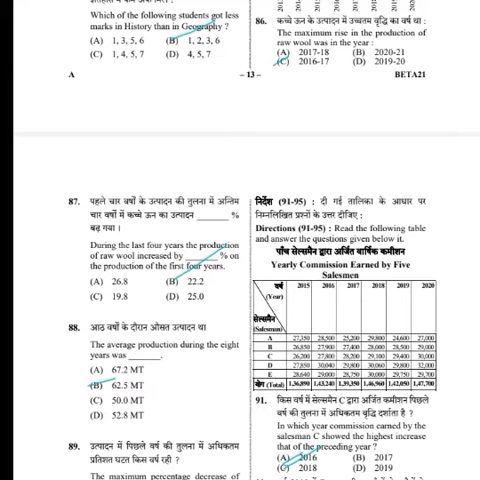 Which of the following students got less
marks in History than in Geography ?
(A) 1, 3, 5, 6 (B) 1, 2, 3, 6
(C) 1, 4, 5, 7 (D) 4, 5, 7
86. कच्चे ऊन के उत्पादन में उच्चतम वृद्धि का वर्ष था :
The maximum rise in the production of
raw wool was in the year :
(A) 2017-18 (B) 2020-21
(C) 2016-17 (D) 2019-20
A – 13 – BETA21
87. पहले चार वर्षों के उत्पादन की तुलना में अन्तिम
चार वर्षों में कच्चे ऊन का उत्पादन ______ %
बढ़ गया ।
During the last four years the production
of raw wool increased by ______ % on
the production of the first four years.
(A) 26.8 (B) 22.2
(C) 19.8 (D) 25.0
88. आठ वर्षों के दौरान औसत उत्पादन था
The average production during the eight
years was ______.
(A) 67.2 MT
(B) 62.5 MT
(C) 50.0 MT
(D) 52.8 MT
89. उत्पादन में पिछले वर्ष की तुलना में अधिकतम
प्रतिशत घटत किस वर्ष रही ?
The maximum percentage decrease of
निर्देश (91-95) : दी गई तालिका के आधार पर
निम्नलिखित प्रश्नों के उत्तर दीजिए :
Directions (91-95) : Read the following table
and answer the questions given below it.
पाँच सेल्समैन द्वारा अर्जित वार्षिक कमीशन
Yearly Commission Earned by Five
Salesmen
वर्ष (Year) 2015 2016 2017 2018 2019 2020
सेल्समैन (Salesman)
A 27,350 28,500 25,200 29,800 24,600 27,000
B 26,850 27,900 27,400 28,000 28,500 29,000
C 26,200 27,800 28,200 29,100 29,400 30,000
D 27,850 30,040 29,800 30,060 29,800 32,000
E 28,640 29,000 28,750 30,000 29,750 29,700
योग (Total) 1,36,890 1,43,240 1,39,350 1,46,960 1,42,050 1,47,700
91. किस वर्ष में सेल्समैन C द्वारा अर्जित कमीशन पिछले
वर्ष की तुलना में अधिकतम वृद्धि दर्शाता है ?
In which year commission earned by the
salesman C showed the highest increase
that of the preceding year ?
(A) 2016 (B) 2017
(C) 2018 (D) 2019